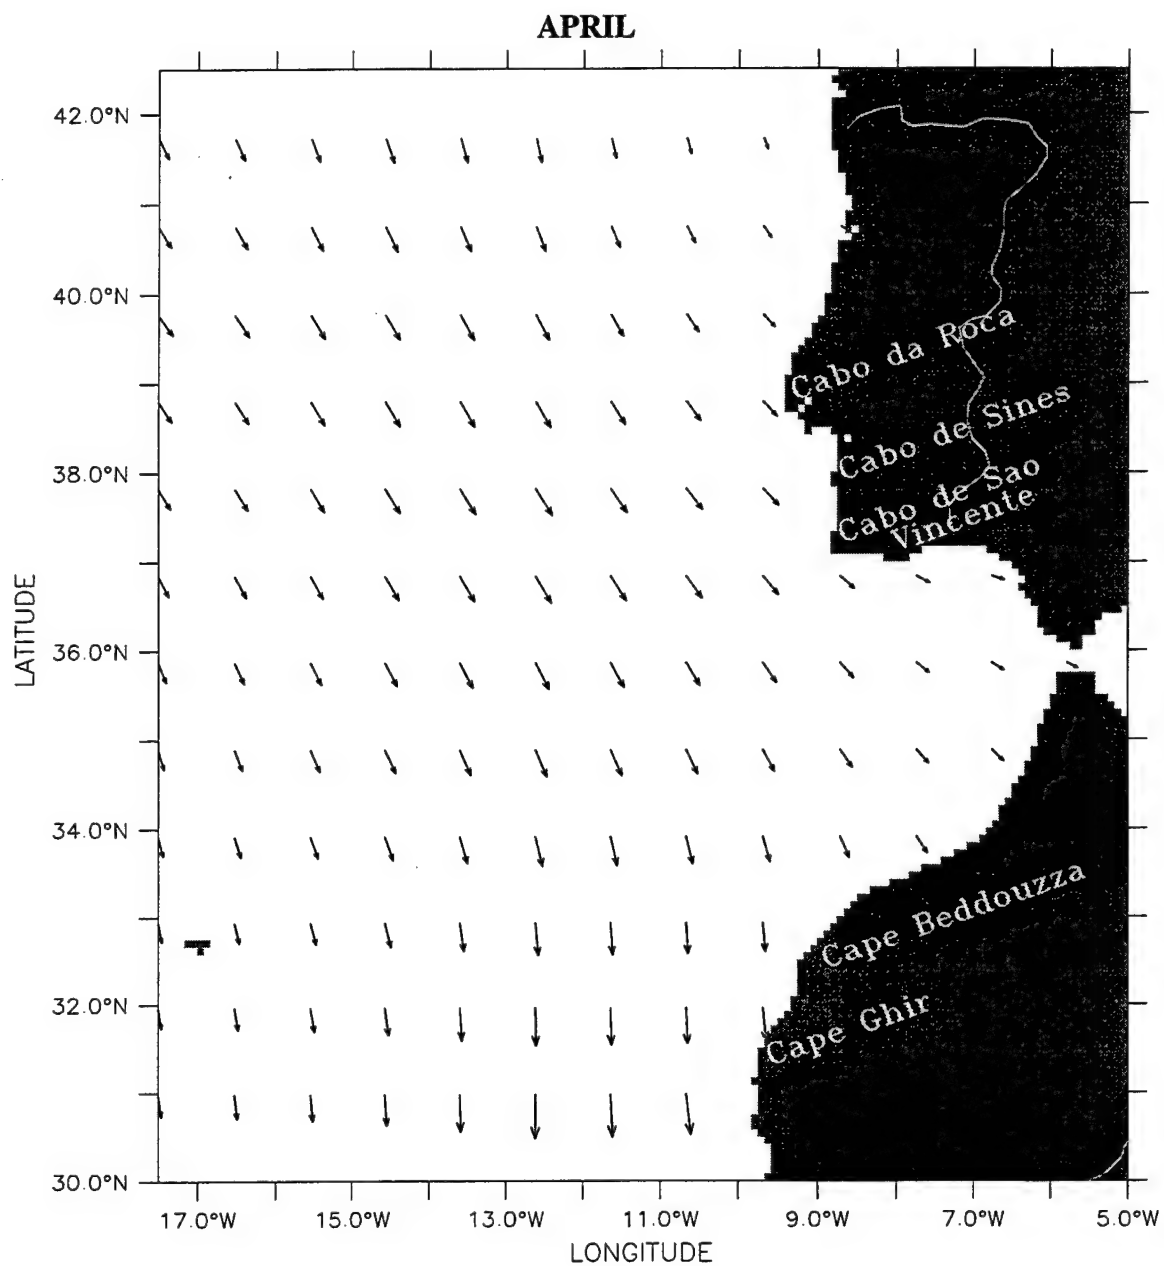 APRIL
42.0°N
40.0°N
38.0°N
36.0°N
34.0°N
32.0°N
30.0°N
LATITUDE
Cabo da Roca
Cabo de Sines
Cabo de Sao
Vincente
Cape Beddouzza
Cape Ghir
17.0°W 15.0°W 13.0°W 11.0°W 9.0°W 7.0°W 5.0°W
LONGITUDE